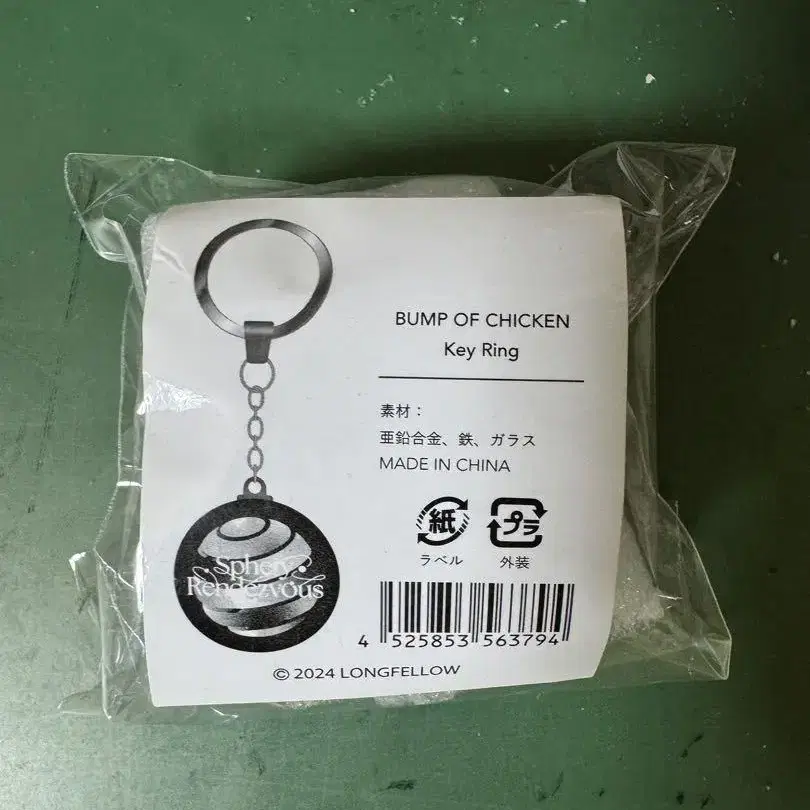 BUMP OF CHICKEN
Key Ring
素材：
亜鉛合金、鉄、ガラス
MADE IN CHINA
紙
ラベル
プラ
外装
Sphery
Rendezvous
4 525853 563794
© 2024 LONGFELLOW